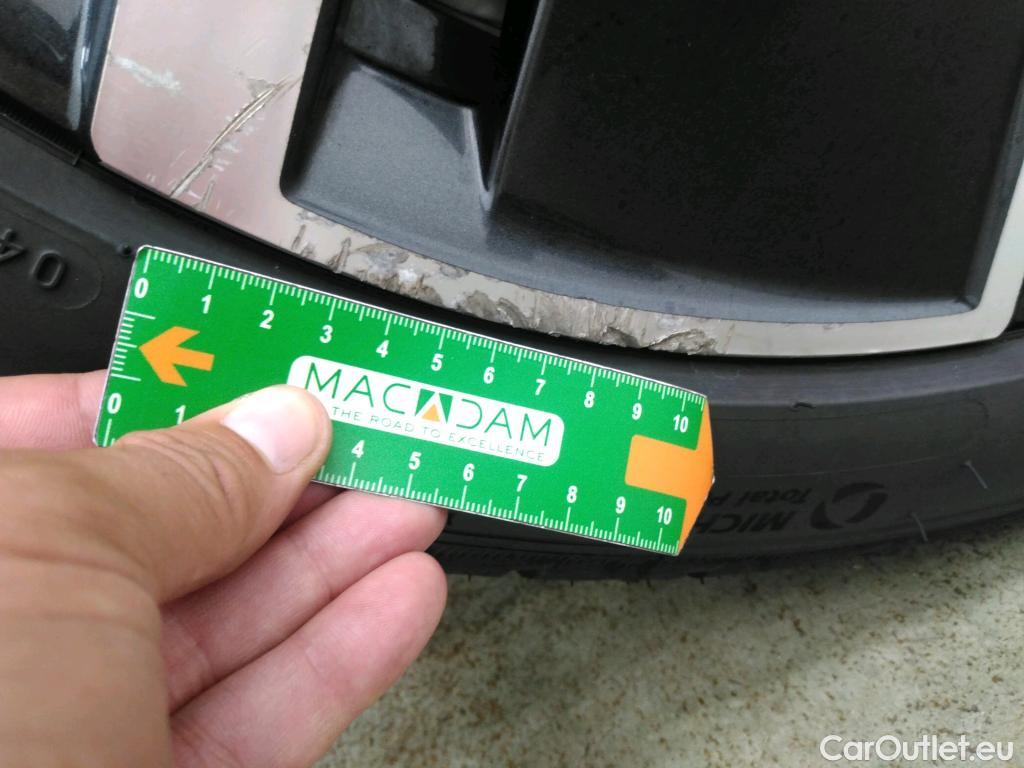 04
0 1 2 3 4 5 6 7 8 9 10
MACADAM
THE ROAD TO EXCELLENCE
0 1 4 5 6 7 8 9 10
MICH
Total P
CarOutlet.eu